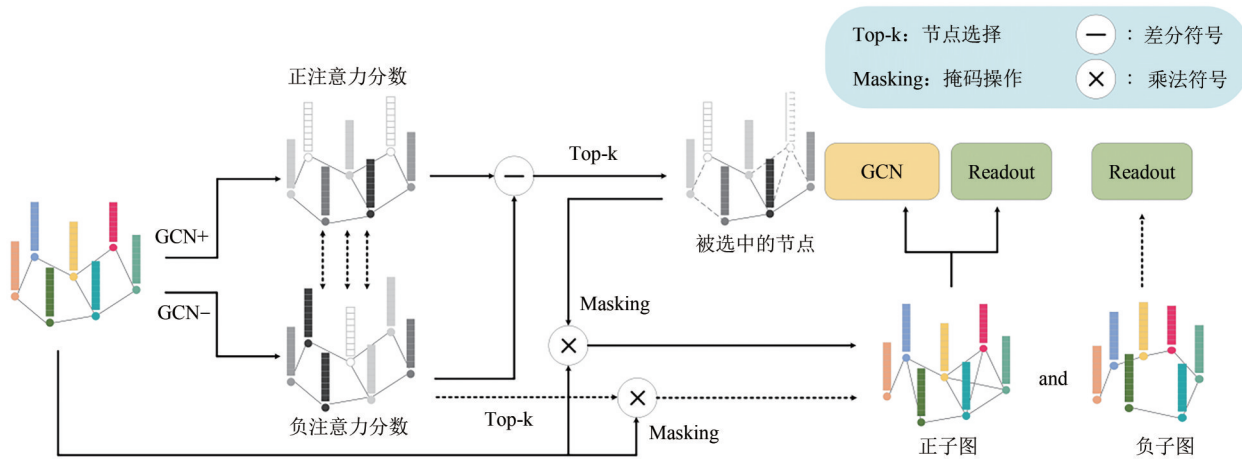 Top-k：节点选择
− ：差分符号
Masking：掩码操作
× ：乘法符号
正注意力分数
Top-k
−
GCN
Readout
Readout
GCN+
被选中的节点
GCN−
Masking
×
and
Top-k
×
Masking
负注意力分数
正子图
负子图